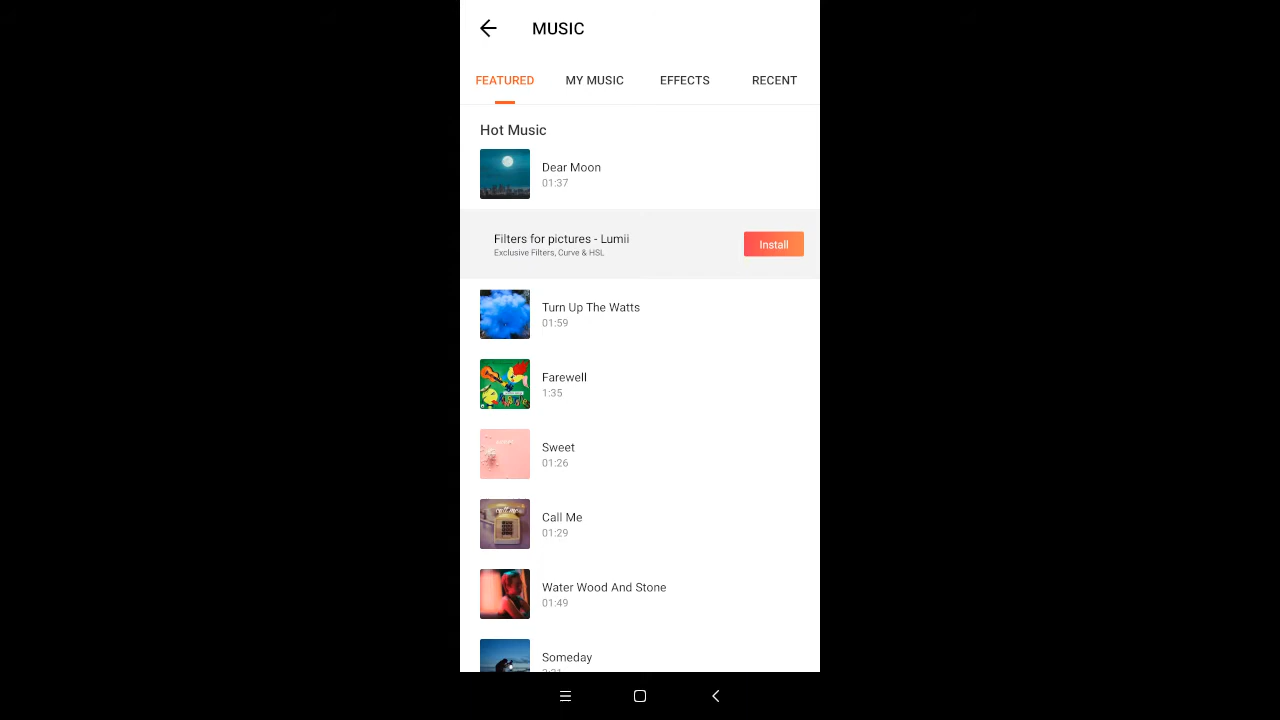 MUSIC
FEATURED
MY MUSIC
EFFECTS
RECENT
Hot Music
Dear Moon
01:37
Filters for pictures - Lumii
Exclusive Filters, Curve & HSL
Install
Turn Up The Watts
01:59
Farewell
1:35
Sweet
01:26
call me
Call Me
01:29
Water Wood And Stone
01:49
Someday